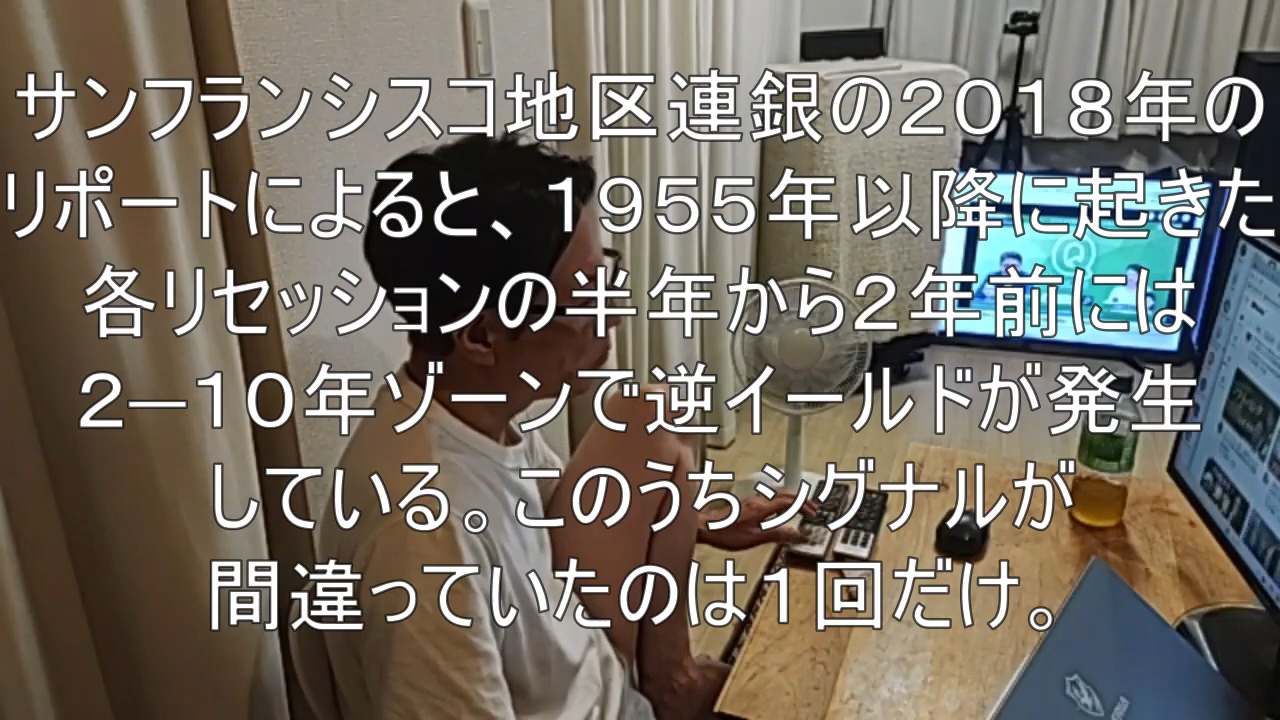 サンフランシスコ地区連銀の２０１８年の
リポートによると、１９５５年以降に起きた
各リセッションの半年から２年前には
２－１０年ゾーンで逆イールドが発生
している。このうちシグナルが
間違っていたのは１回だけ。